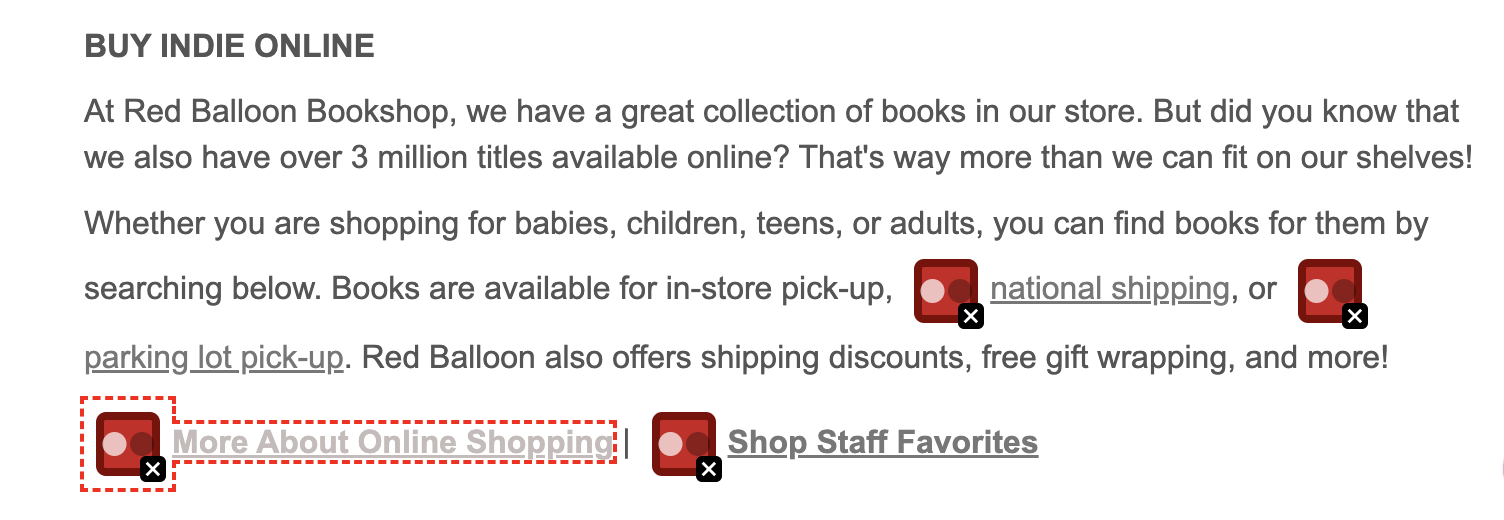 BUY INDIE ONLINE
At Red Balloon Bookshop, we have a great collection of books in our store. But did you know that
we also have over 3 million titles available online? That's way more than we can fit on our shelves!
Whether you are shopping for babies, children, teens, or adults, you can find books for them by
searching below. Books are available for in-store pick-up, national shipping, or
parking lot pick-up. Red Balloon also offers shipping discounts, free gift wrapping, and more!
More About Online Shopping | Shop Staff Favorites